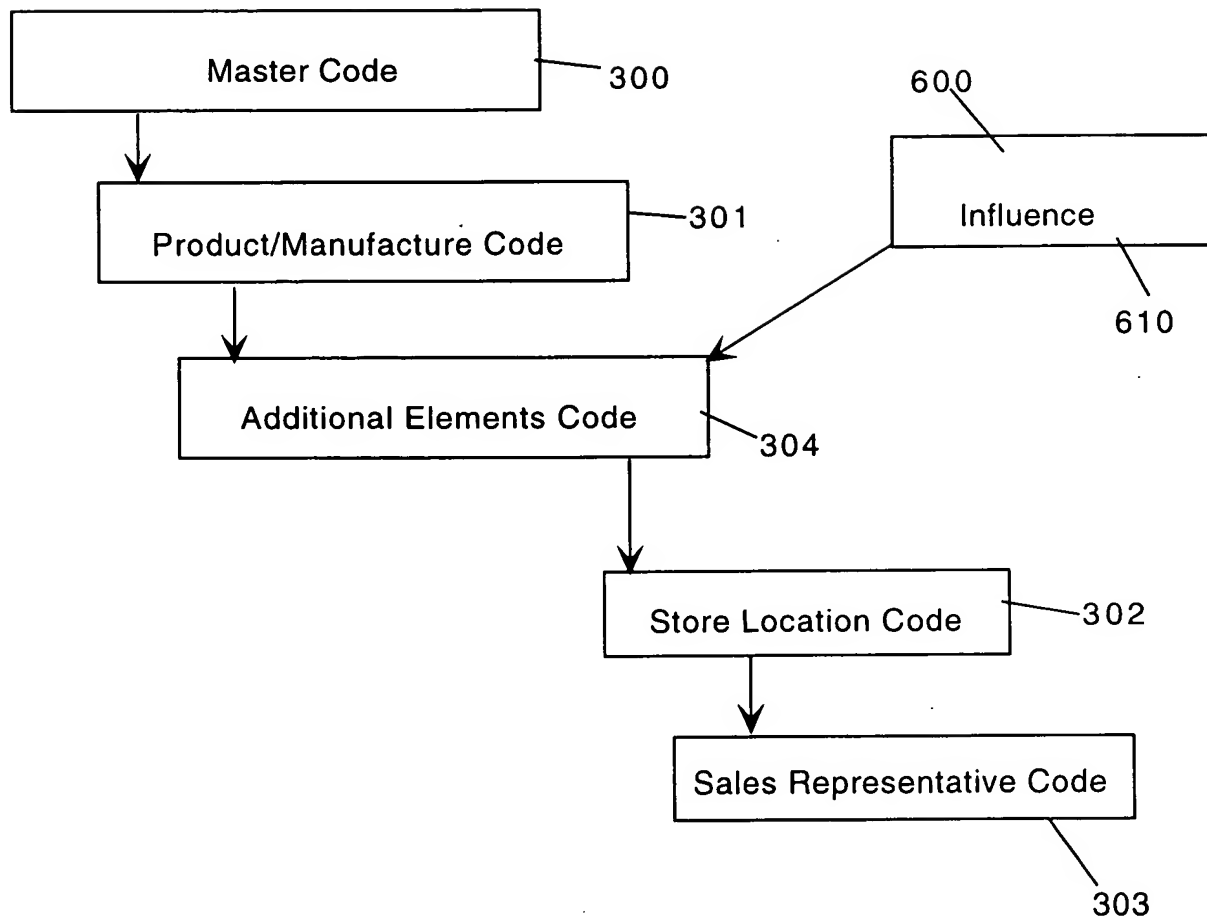 Master Code
300
600
Product/Manufacture Code
301
Influence
610
Additional Elements Code
304
Store Location Code
302
Sales Representative Code
303